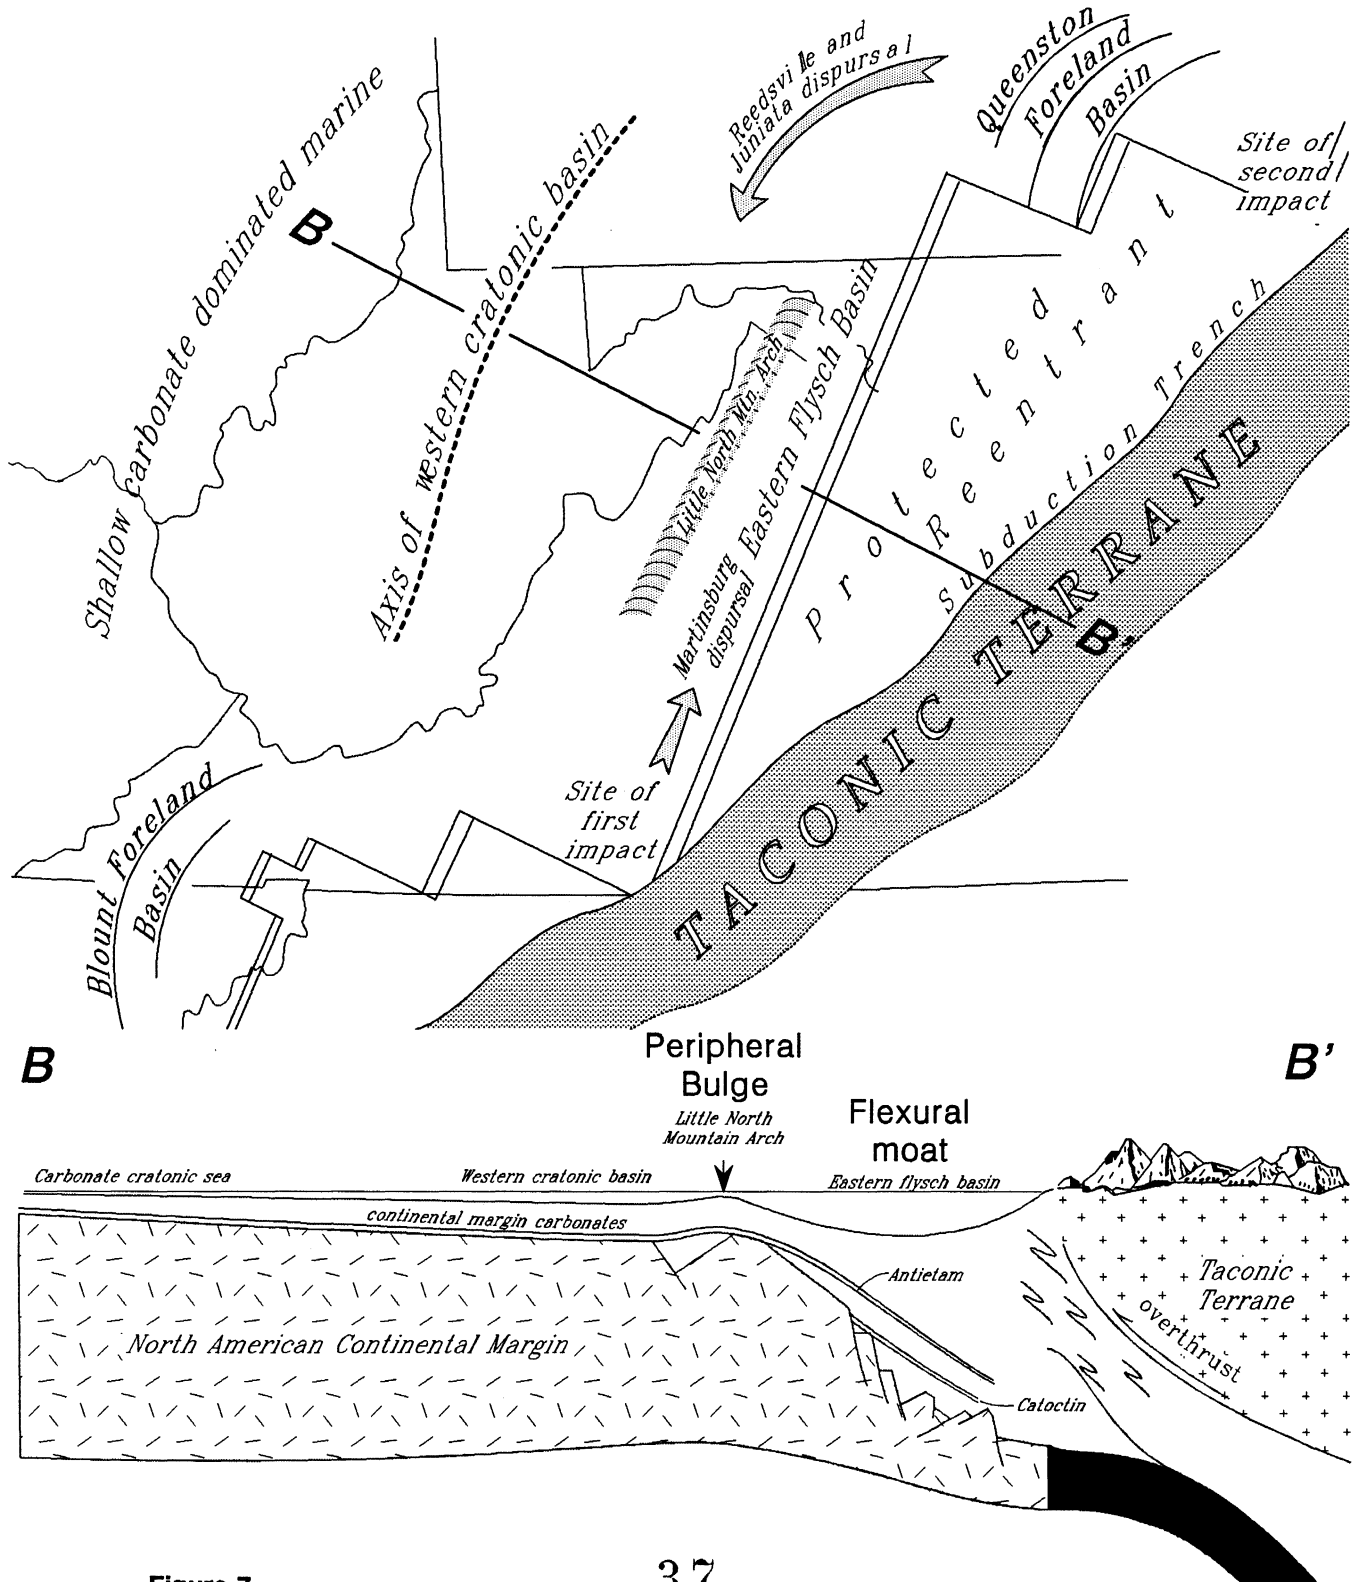 Shallow carbonate dominated marine
B
Axis of western cratonic basin
Reedsville and
Juniata dispursal
Queenston
Foreland
Basin
Site of
second
impact
Little North Mtn. Arch
Eastern Flysch Basin
Martinsburg
dispursal
Protected
Reentrant
Subduction Trench
TACONIC TERRANE
B'
Site of
first
impact
Blount Foreland
Basin
B
B'
Peripheral
Bulge
Little North
Mountain Arch
Flexural
moat
Carbonate cratonic sea
Western cratonic basin
Eastern flysch basin
continental margin carbonates
Antietam
Taconic
Terrane
overthrust
North American Continental Margin
Catoctin
Figure 7
37